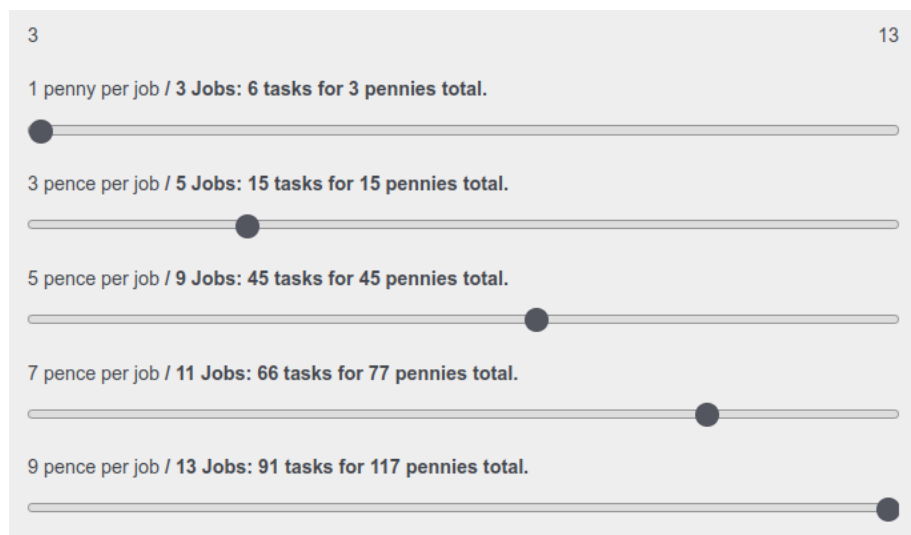 3 13
1 penny per job / 3 Jobs: 6 tasks for 3 pennies total.
3 pence per job / 5 Jobs: 15 tasks for 15 pennies total.
5 pence per job / 9 Jobs: 45 tasks for 45 pennies total.
7 pence per job / 11 Jobs: 66 tasks for 77 pennies total.
9 pence per job / 13 Jobs: 91 tasks for 117 pennies total.